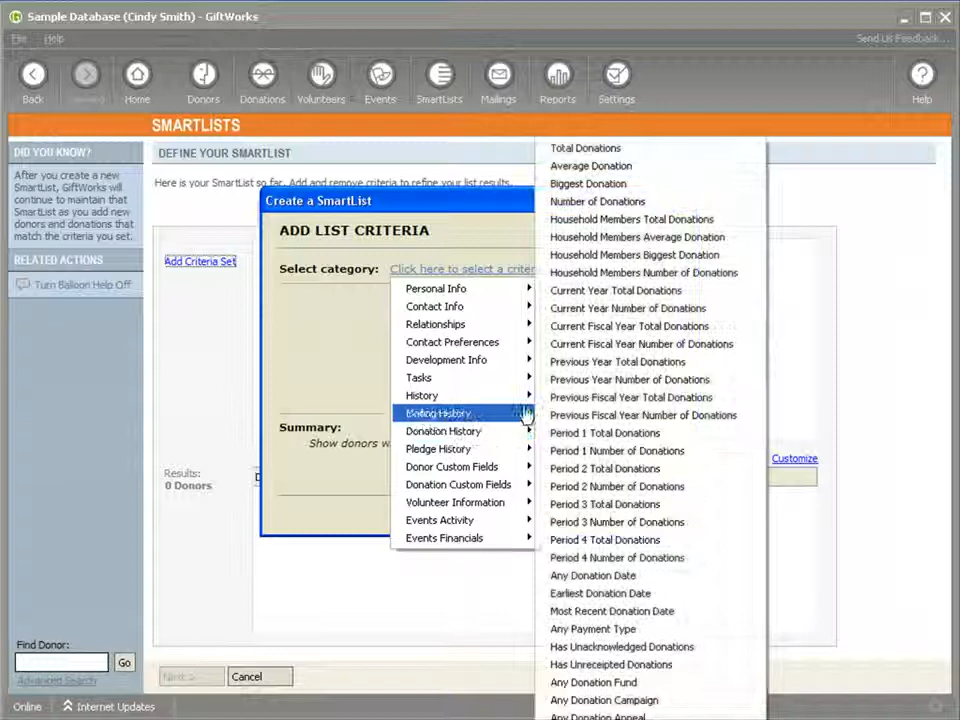 Sample Database (Cindy Smith) - GiftWorks
File Help
Send Us Feedback...
Back
Home
Donors
Donations
Volunteers
Events
SmartLists
Mailings
Reports
Settings
Help
SMARTLISTS
DID YOU KNOW?
After you create a new
SmartList, GiftWorks will
continue to maintain that
SmartList as you add new
donors and donations that
match the criteria you set.
RELATED ACTIONS
Turn Balloon Help Off
Find Donor:
Go
Advanced Search
DEFINE YOUR SMARTLIST
Here is your SmartList so far. Add and remove criteria to refine your list results.
Add Criteria Set
Results:
0 Donors
Customize
Create a SmartList
ADD LIST CRITERIA
Select category: Click here to select a criter
Summary:
Show donors w
Personal Info
Contact Info
Relationships
Contact Preferences
Development Info
Tasks
History
Mailing History
Donation History
Pledge History
Donor Custom Fields
Donation Custom Fields
Volunteer Information
Events Activity
Events Financials
Total Donations
Average Donation
Biggest Donation
Number of Donations
Household Members Total Donations
Household Members Average Donation
Household Members Biggest Donation
Household Members Number of Donations
Current Year Total Donations
Current Year Number of Donations
Current Fiscal Year Total Donations
Current Fiscal Year Number of Donations
Previous Year Total Donations
Previous Year Number of Donations
Previous Fiscal Year Total Donations
Previous Fiscal Year Number of Donations
Period 1 Total Donations
Period 1 Number of Donations
Period 2 Total Donations
Period 2 Number of Donations
Period 3 Total Donations
Period 3 Number of Donations
Period 4 Total Donations
Period 4 Number of Donations
Any Donation Date
Earliest Donation Date
Most Recent Donation Date
Any Payment Type
Has Unacknowledged Donations
Has Unreceipted Donations
Any Donation Fund
Any Donation Campaign
Any Donation Appeal
Next >
Cancel
Online
Internet Updates